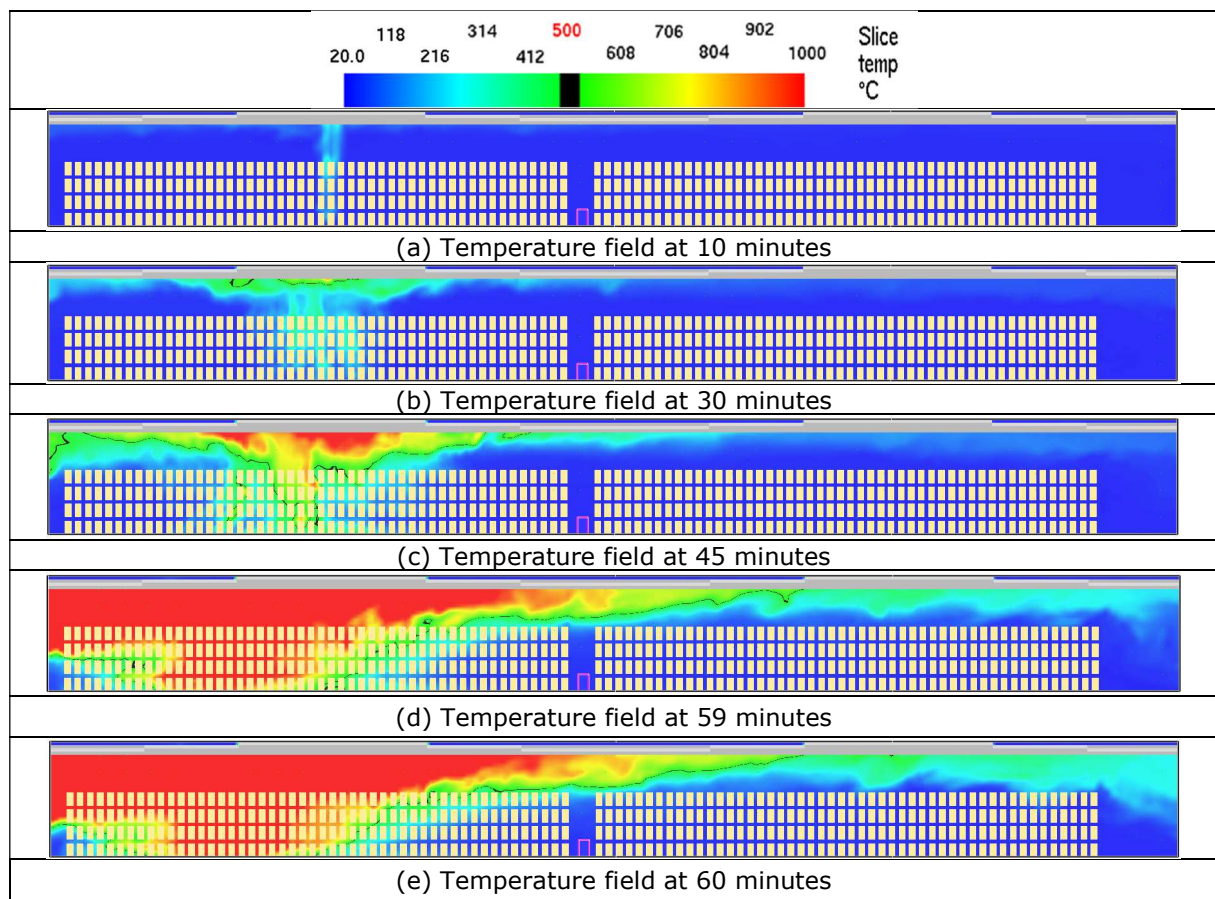 118 314 500 706 902
20.0 216 412 608 804 1000
Slice
temp
°C
(a) Temperature field at 10 minutes
(b) Temperature field at 30 minutes
(c) Temperature field at 45 minutes
(d) Temperature field at 59 minutes
(e) Temperature field at 60 minutes